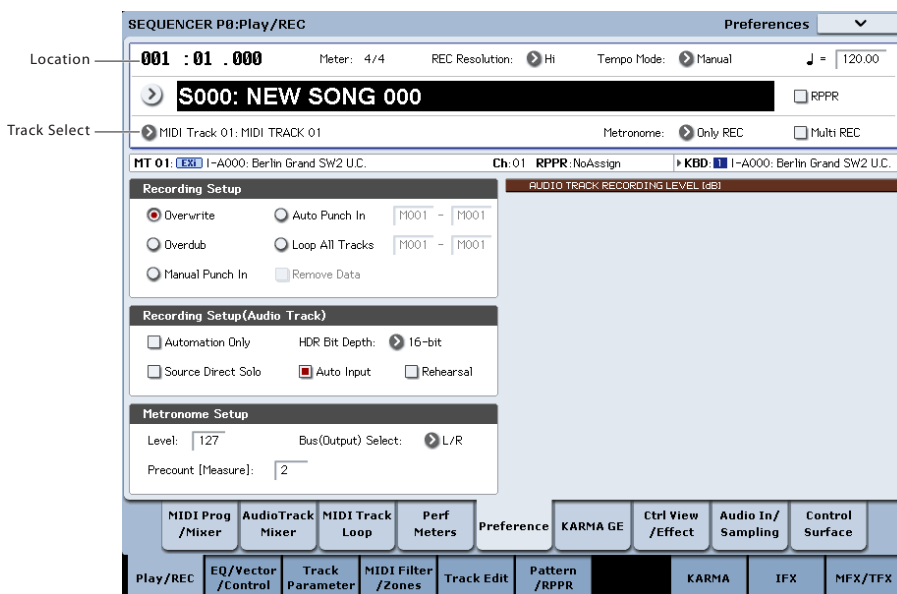 SEQUENCER P0:Play/REC Preferences
Location
001 :01 .000 Meter: 4/4 REC Resolution: Hi Tempo Mode: Manual ♩ = 120.00
S000: NEW SONG 000 RPPR
Track Select
MIDI Track 01: MIDI TRACK 01 Metronome: Only REC Multi REC
MT 01: EXi I-A000: Berlin Grand SW2 U.C. Ch:01 RPPR:NoAssign KBD: 1 I-A000: Berlin Grand SW2 U.C.
Recording Setup
AUDIO TRACK RECORDING LEVEL [dB]
Overwrite Auto Punch In M001 - M001
Overdub Loop All Tracks M001 - M001
Manual Punch In Remove Data
Recording Setup(Audio Track)
Automation Only HDR Bit Depth: 16-bit
Source Direct Solo Auto Input Rehearsal
Metronome Setup
Level: 127 Bus(Output) Select: L/R
Precount [Measure]: 2
MIDI Prog AudioTrack MIDI Track Perf Preference KARMA GE Ctrl View Audio In/ Control
/Mixer Mixer Loop Meters /Effect Sampling Surface
Play/REC EQ/Vector Track MIDI Filter Track Edit Pattern KARMA IFX MFX/TFX
/Control Parameter /Zones /RPPR